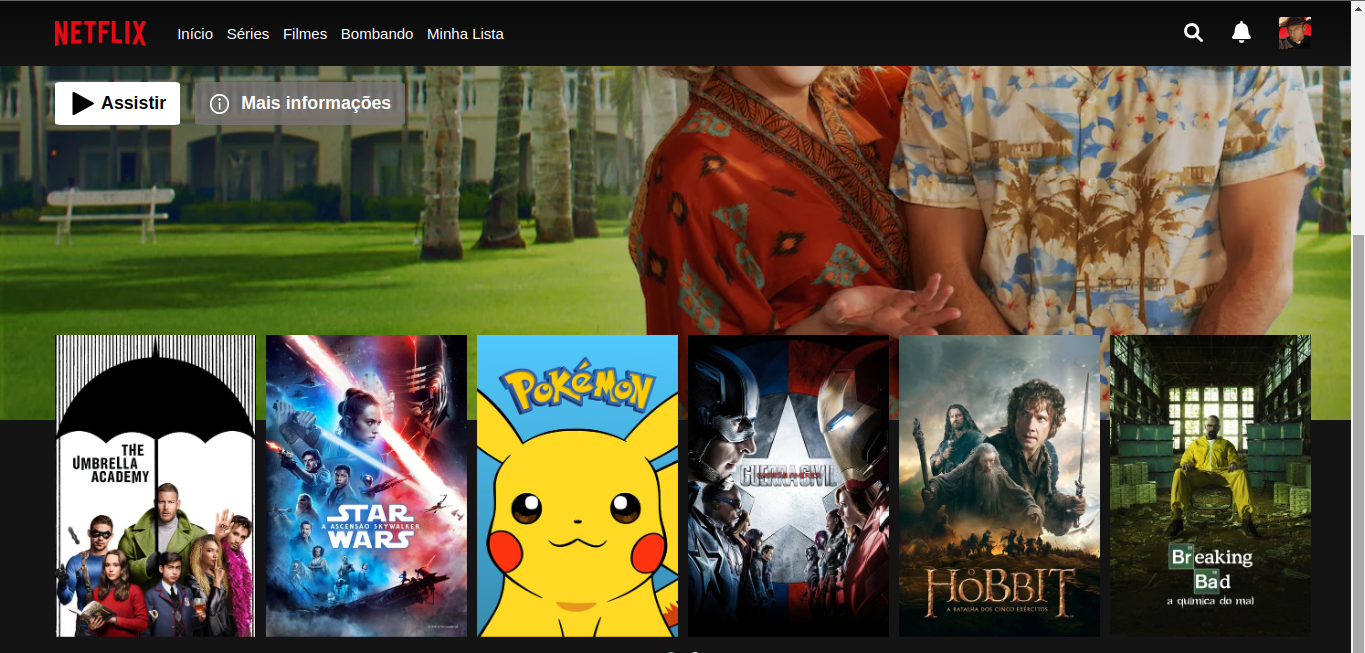 NETFLIX Início Séries Filmes Bombando Minha Lista
Assistir Mais informações
THE
UMBRELLA
ACADEMY
STAR
A ASCENSÃO SKYWALKER
WARS
POKéMON
GUERRA CIVIL
O
HOBBIT
A BATALHA DOS CINCO EXÉRCITOS
Breaking
Bad
a química do mal